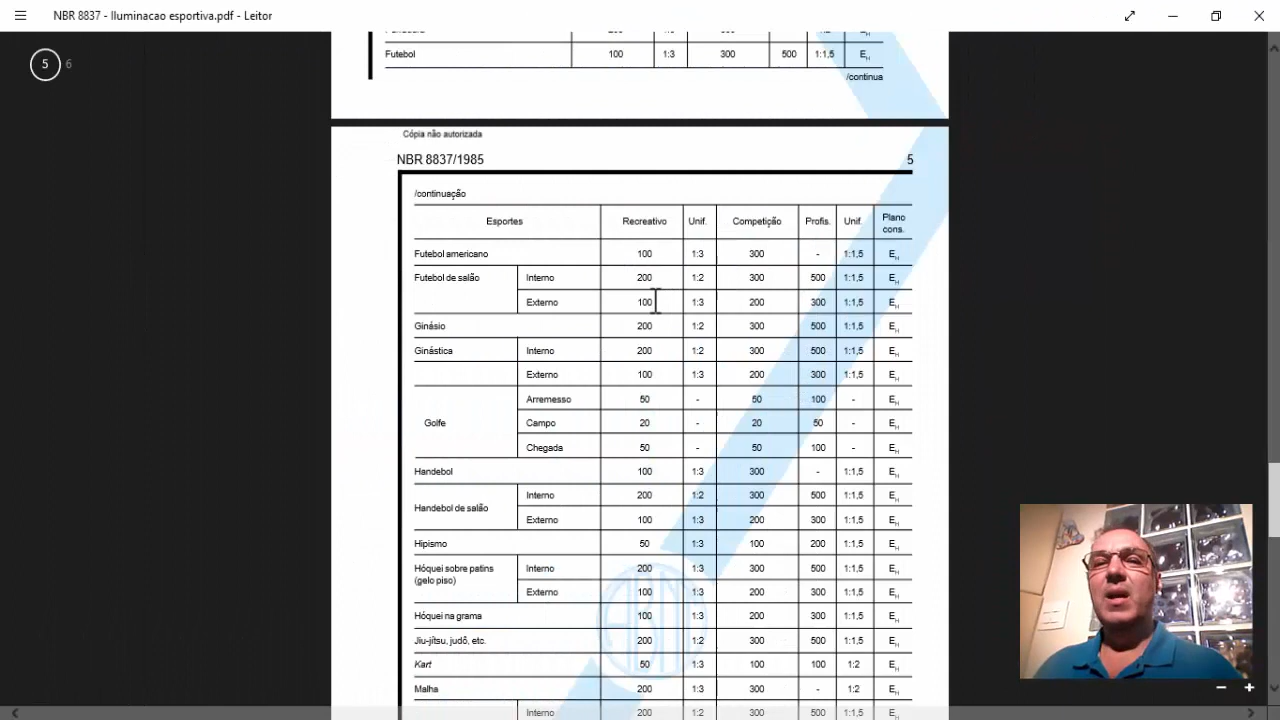 NBR 8837 - Iluminacao esportiva.pdf - Leitor
5 6
Futebol 100 1:3 300 500 1:1,5 EH
/continua
Cópia não autorizada
NBR 8837/1985 5
/continuação
Esportes Recreativo Unif. Competição Profis. Unif. Plano cons.
Futebol americano 100 1:3 300 - 1:1,5 EH
Futebol de salão Interno 200 1:2 300 500 1:1,5 EH
Externo 100 1:3 200 300 1:1,5 EH
Ginásio 200 1:2 300 500 1:1,5 EH
Ginástica Interno 200 1:2 300 500 1:1,5 EH
Externo 100 1:3 200 300 1:1,5 EH
Arremesso 50 - 50 100 - EH
Golfe Campo 20 - 20 50 - EH
Chegada 50 - 50 100 - EH
Handebol 100 1:3 300 - 1:1,5 EH
Handebol de salão Interno 200 1:2 300 500 1:1,5 EH
Externo 100 1:3 200 300 1:1,5 EH
Hipismo 50 1:3 100 200 1:1,5 EH
Hóquei sobre patins (gelo piso) Interno 200 1:3 300 500 1:1,5 EH
Externo 100 1:3 200 300 1:1,5 EH
Hóquei na grama 100 1:3 200 300 1:1,5 EH
Jiu-jítsu, judô, etc. 200 1:2 300 500 1:1,5 EH
Kart 50 1:3 100 100 1:2 EH
Malha 200 1:3 300 - 1:2 EH
Interno 200 1:2 300 500 1:1,5 EH